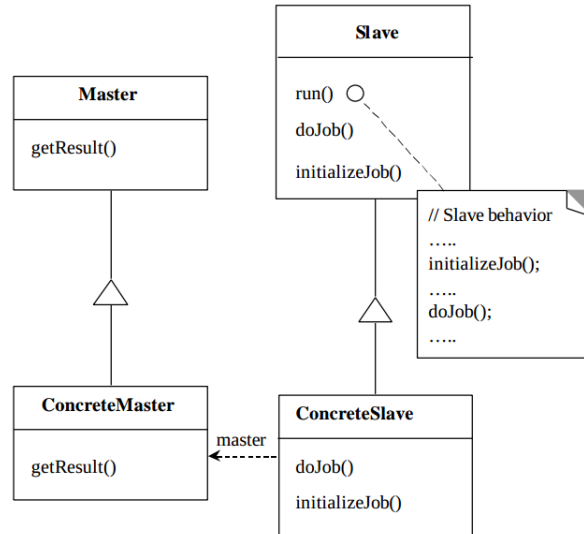 Slave
run()
doJob()
initializeJob()
Master
getResult()
// Slave behavior
…..
initializeJob();
…..
doJob();
…..
ConcreteMaster
getResult()
master
ConcreteSlave
doJob()
initializeJob()